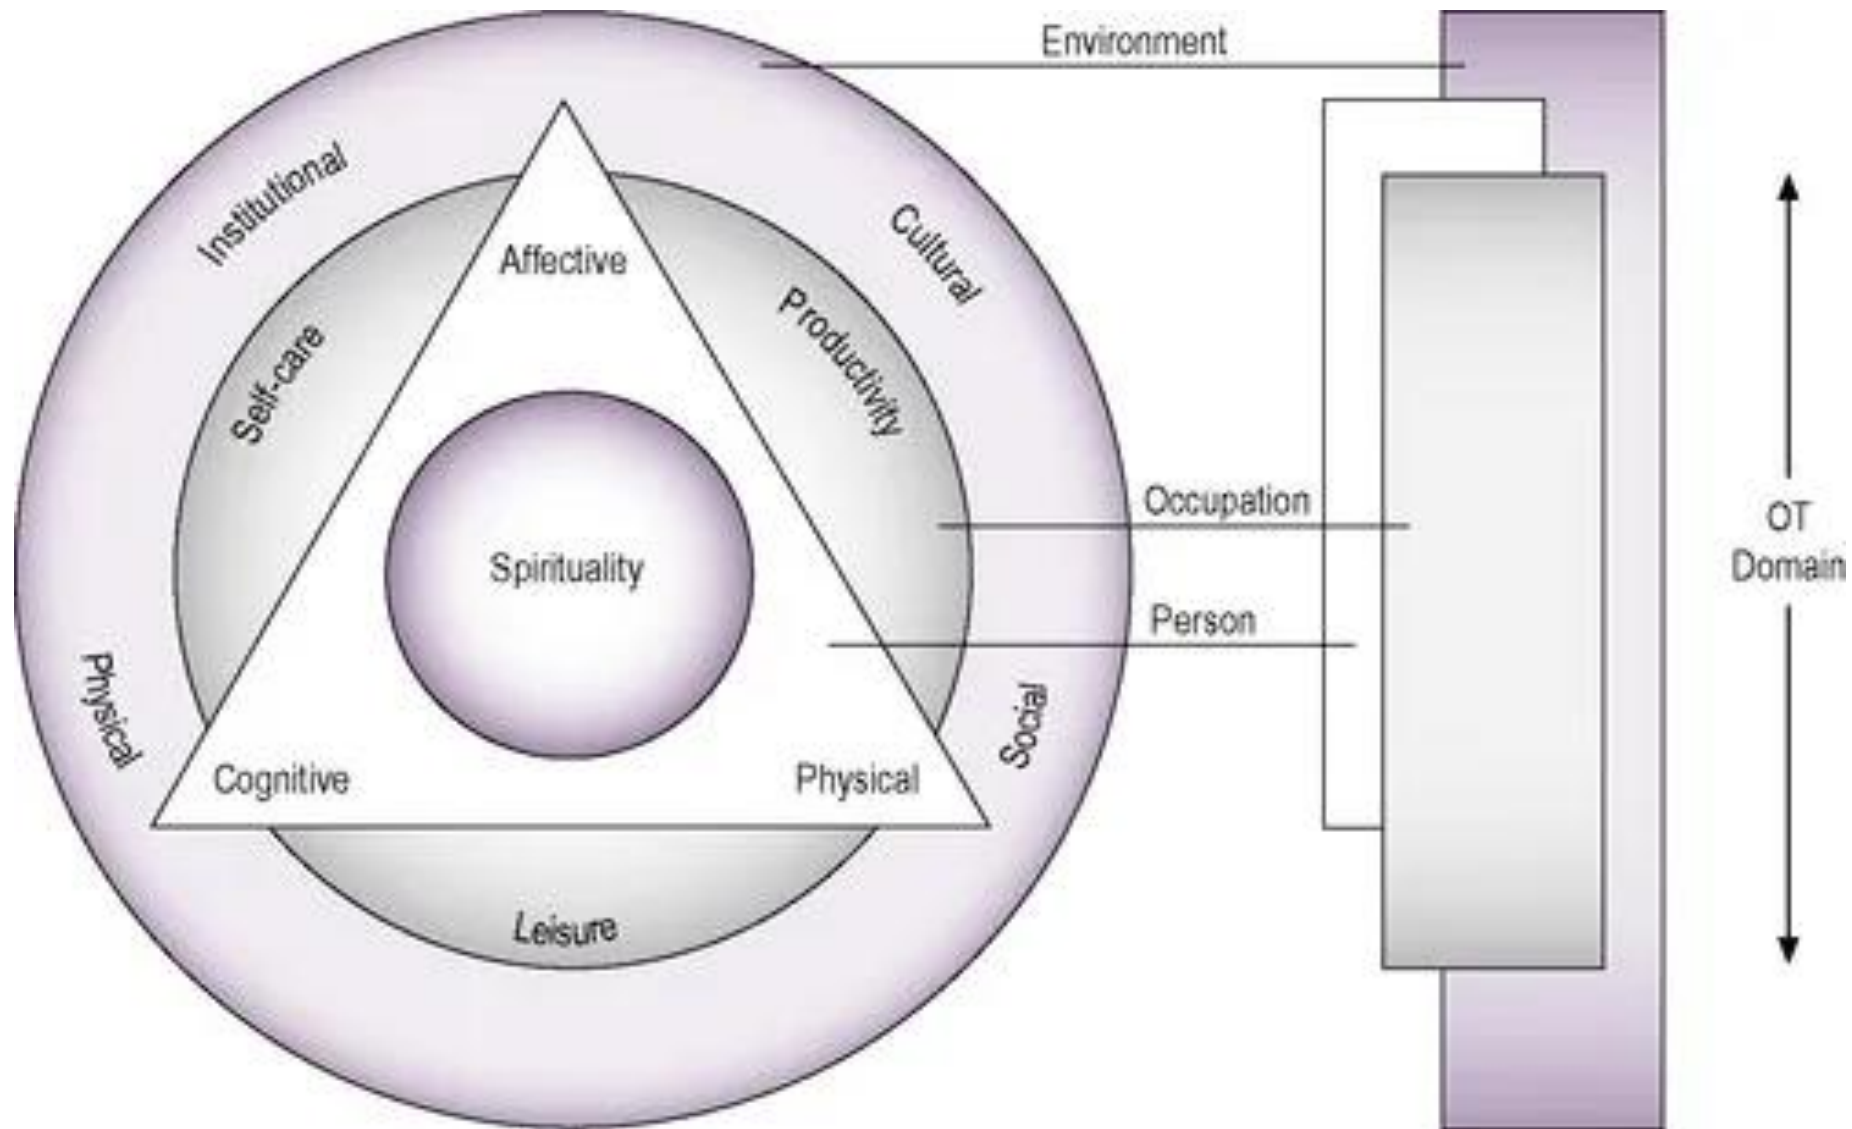 Environment
Institutional
Cultural
Affective
Productivity
Self-care
Occupation
OT
Domain
Spirituality
Person
Physical
Social
Cognitive
Physical
Leisure